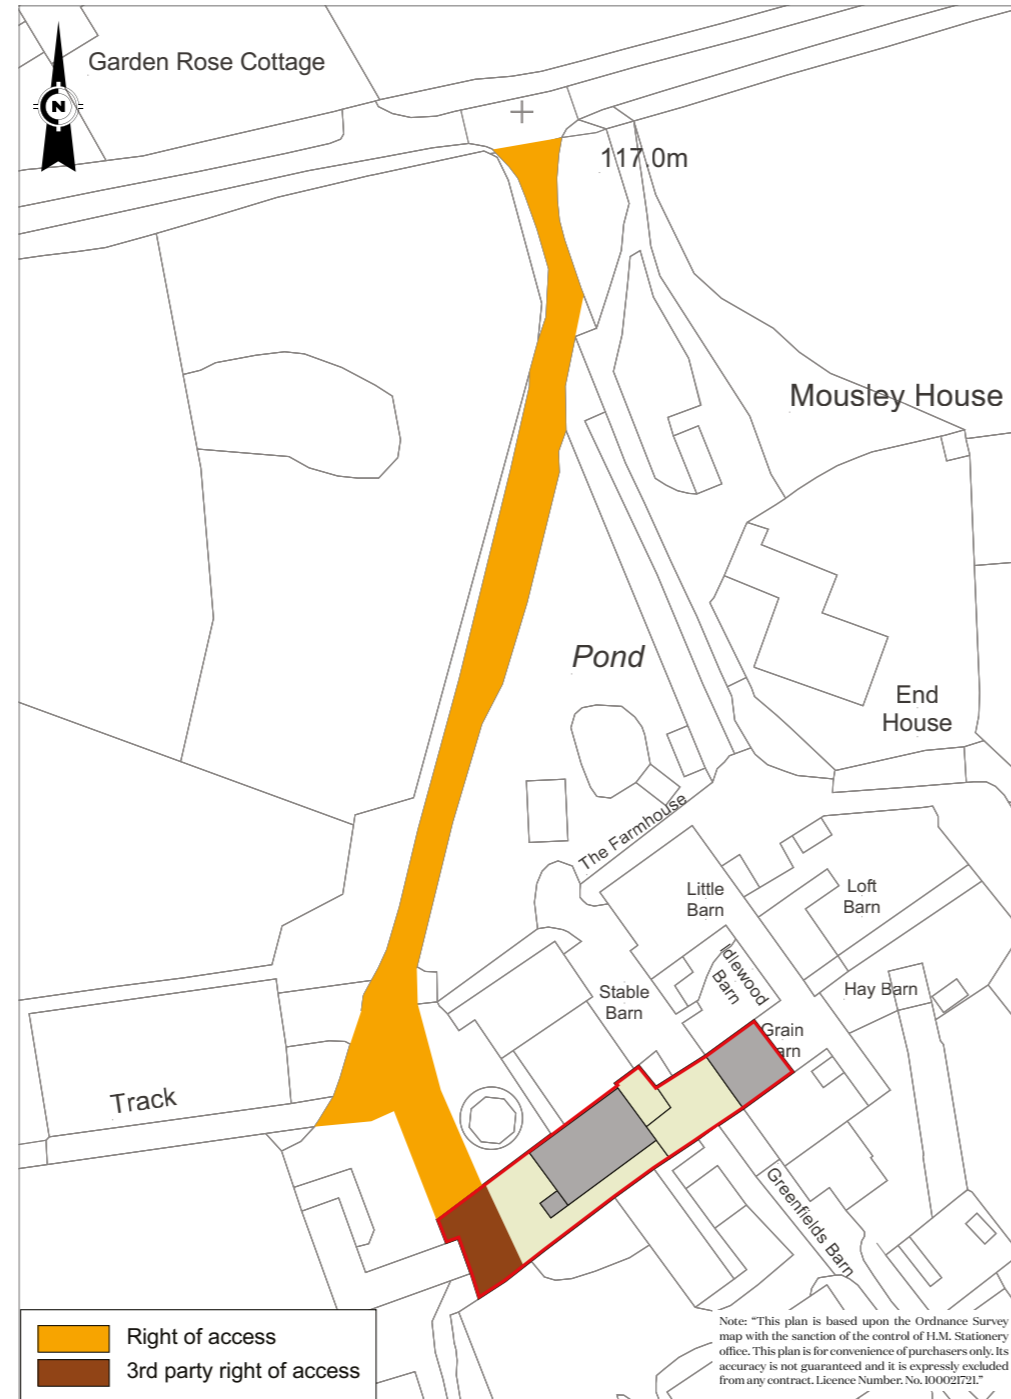 Garden Rose Cottage
N
117.0m
Mousley House
Pond
End
House
The Farmhouse
Little
Barn
Loft
Barn
Idlewood
Barn
Stable
Barn
Hay Barn
Grain
arn
Track
Greenfields Barn
Right of access
3rd party right of access
Note: “This plan is based upon the Ordnance Survey
map with the sanction of the control of H.M. Stationery
office. This plan is for convenience of purchasers only. Its
accuracy is not guaranteed and it is expressly excluded
from any contract. Licence Number. No. 100021721.”